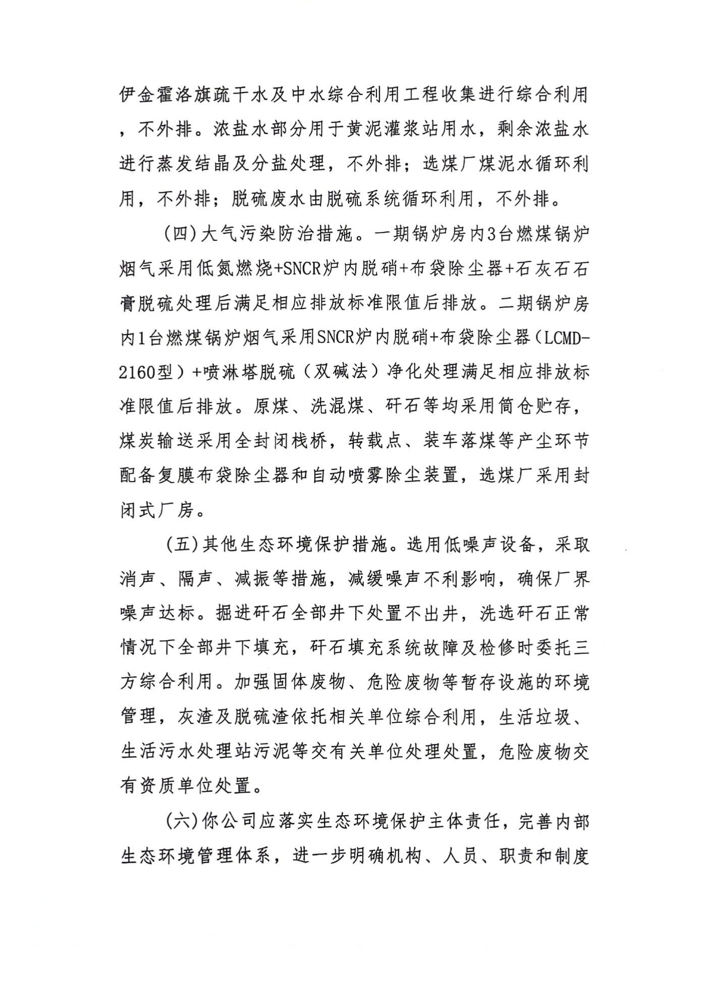 伊金霍洛旗疏干水及中水综合利用工程收集进行综合利用
，不外排。浓盐水部分用于黄泥灌浆站用水，剩余浓盐水
进行蒸发结晶及分盐处理，不外排；选煤厂煤泥水循环利
用，不外排；脱硫废水由脱硫系统循环利用，不外排。
(四)大气污染防治措施。一期锅炉房内3台燃煤锅炉
烟气采用低氮燃烧+SNCR炉内脱硝+布袋除尘器+石灰石石
膏脱硫处理后满足相应排放标准限值后排放。二期锅炉房
内1台燃煤锅炉烟气采用SNCR炉内脱硝+布袋除尘器（LCMD-
2160型）+喷淋塔脱硫（双碱法）净化处理满足相应排放标
准限值后排放。原煤、洗混煤、矸石等均采用筒仓贮存，
煤炭输送采用全封闭栈桥，转载点、装车落煤等产尘环节
配备复膜布袋除尘器和自动喷雾除尘装置，选煤厂采用封
闭式厂房。
(五)其他生态环境保护措施。选用低噪声设备，采取
消声、隔声、减振等措施，减缓噪声不利影响，确保厂界
噪声达标。掘进矸石全部井下处置不出井，洗选矸石正常
情况下全部井下填充，矸石填充系统故障及检修时委托三
方综合利用。加强固体废物、危险废物等暂存设施的环境
管理，灰渣及脱硫渣依托相关单位综合利用，生活垃圾、
生活污水处理站污泥等交有关单位处理处置，危险废物交
有资质单位处置。
(六)你公司应落实生态环境保护主体责任，完善内部
生态环境管理体系，进一步明确机构、人员、职责和制度